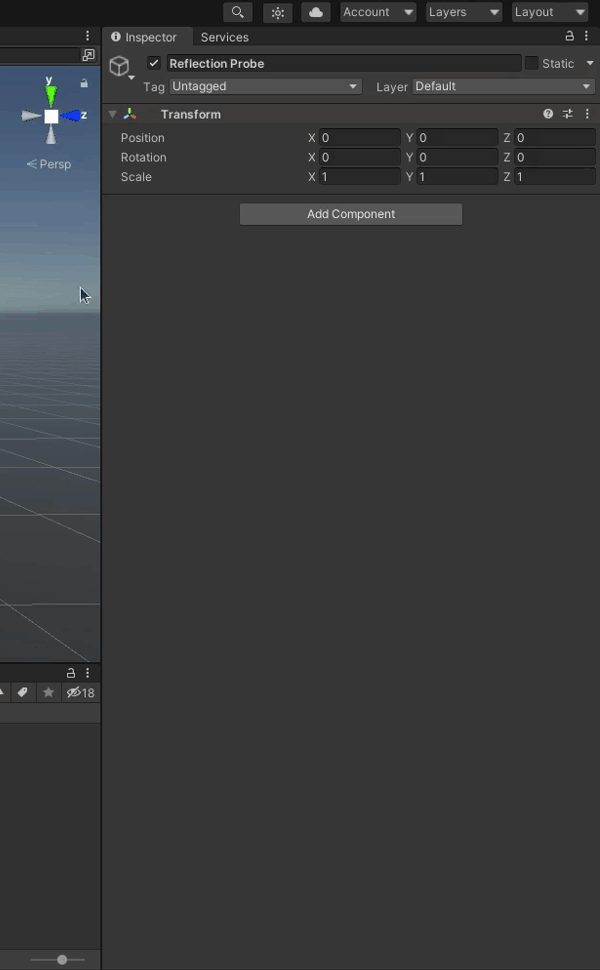 Account Layers Layout
Inspector Services
Reflection Probe Static
Tag Untagged Layer Default
y
z
Persp
Transform
Position X 0 Y 0 Z 0
Rotation X 0 Y 0 Z 0
Scale X 1 Y 1 Z 1
Add Component
18